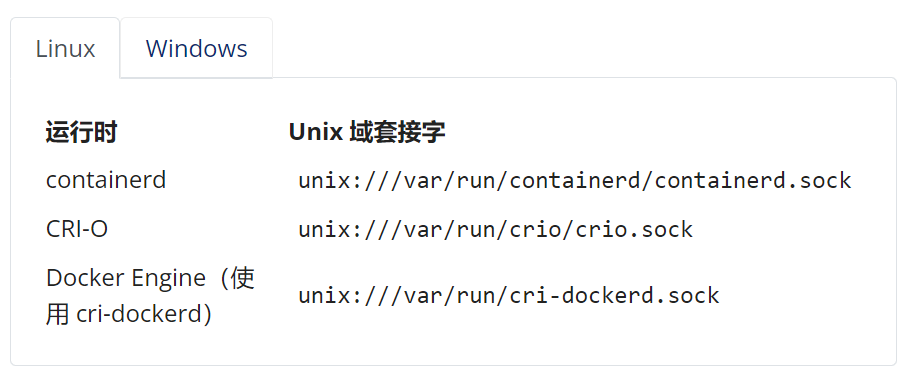 Linux Windows
运行时 Unix 域套接字
containerd unix:///var/run/containerd/containerd.sock
CRI-O unix:///var/run/crio/crio.sock
Docker Engine（使
用 cri-dockerd） unix:///var/run/cri-dockerd.sock